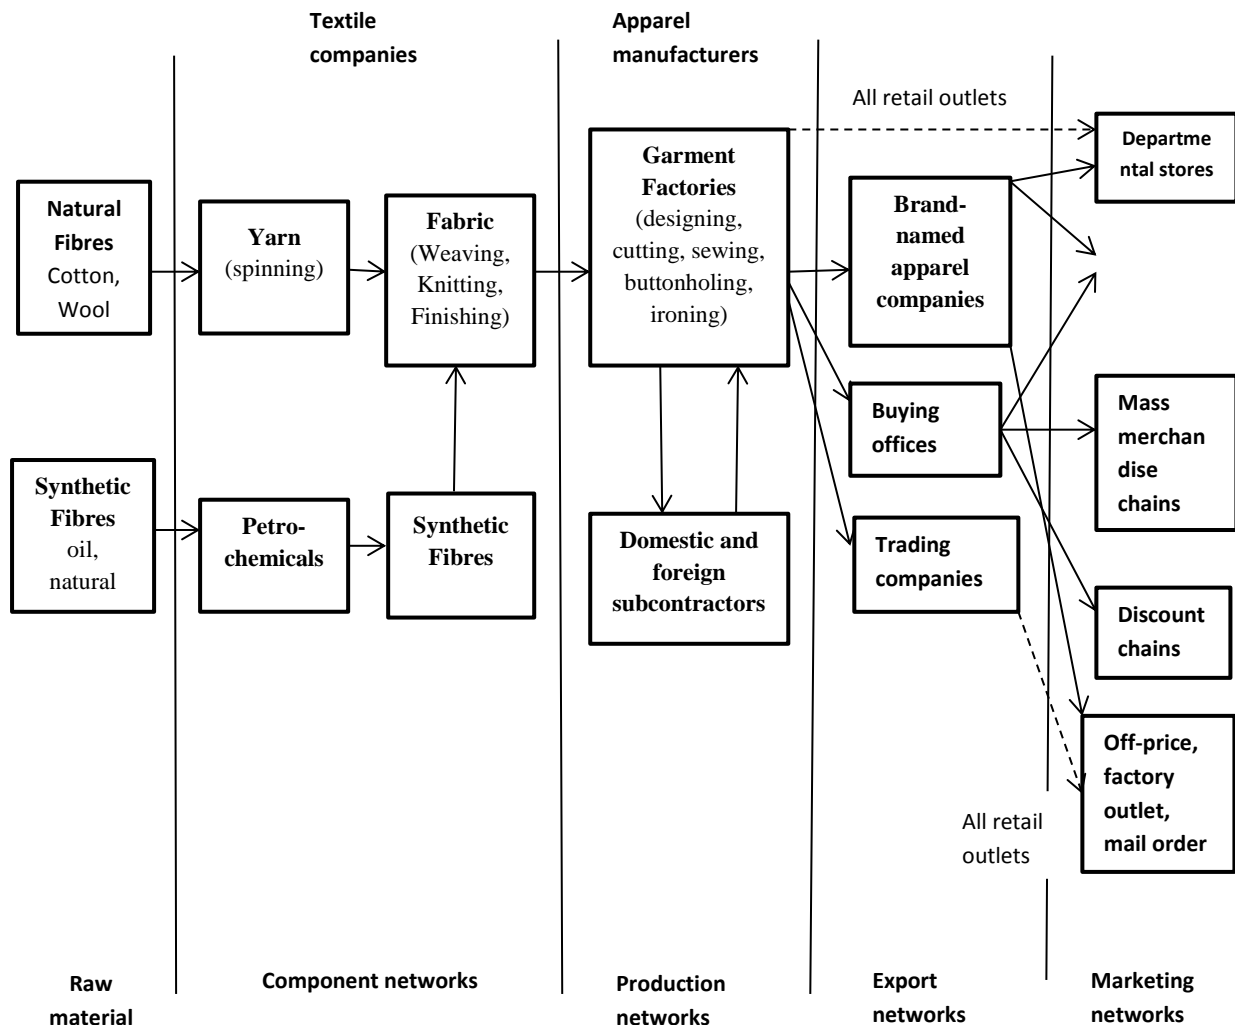 Textile
companies
Apparel
manufacturers
All retail outlets
Natural
Fibres
Cotton,
Wool
Yarn
(spinning)
Fabric
(Weaving,
Knitting,
Finishing)
Garment
Factories
(designing,
cutting, sewing,
buttonholing,
ironing)
Brand-
named
apparel
companies
Departme
ntal stores
Buying
offices
Mass
merchan
dise
chains
Synthetic
Fibres
oil,
natural
Petro-
chemicals
Synthetic
Fibres
Domestic and
foreign
subcontractors
Trading
companies
Discount
chains
Off-price,
factory
outlet,
mail order
All retail
outlets
Raw
material
Component networks
Production
networks
Export
networks
Marketing
networks